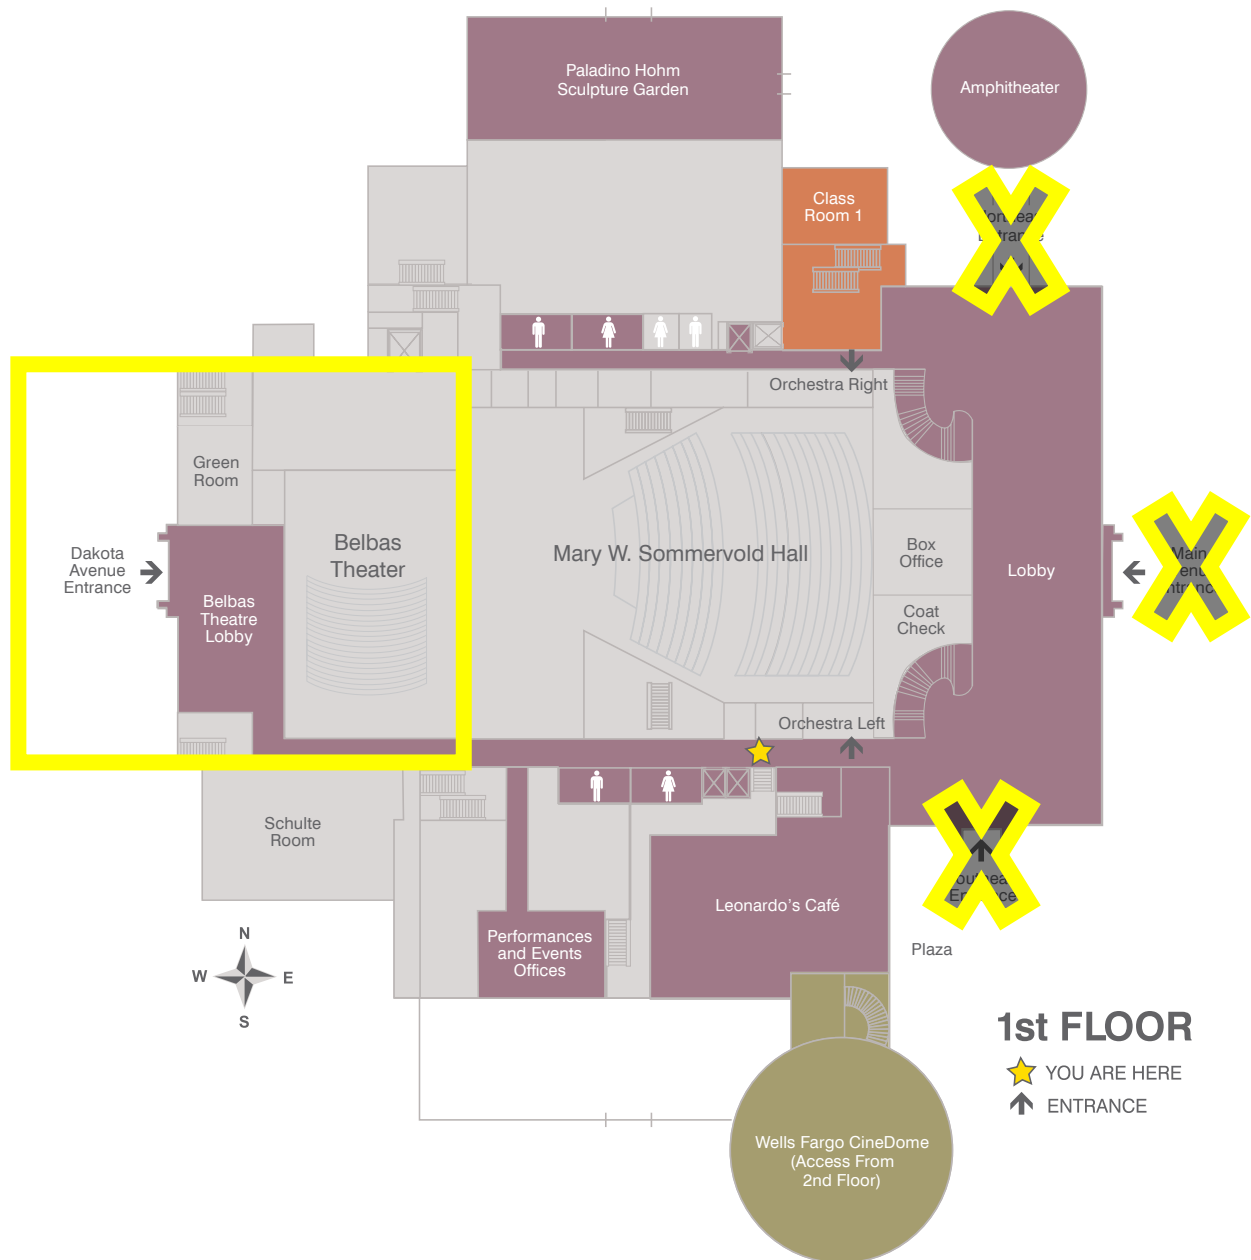 Paladino Hohm
Sculpture Garden
Amphitheater
Class
Room 1
Orchestra Right
Green
Room
Dakota
Avenue
Entrance
Belbas
Theater
Belbas
Theatre
Lobby
Mary W. Sommervold Hall
Box
Office
Coat
Check
Lobby
Main
Orchestra Left
Schulte
Room
Leonardo's Café
Performances
and Events
Offices
Plaza
N
W
E
S
1st FLOOR
YOU ARE HERE
ENTRANCE
Wells Fargo CineDome
(Access From
2nd Floor)